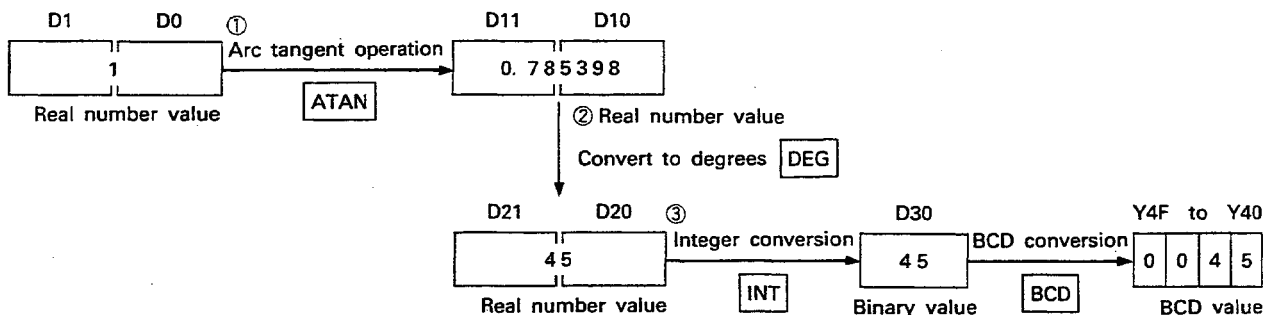 D1 D0 ① D11 D10
Arc tangent operation
1 0. 785398
ATAN
Real number value
② Real number value
Convert to degrees DEG
D21 D20 ③ D30 Y4F to Y40
Integer conversion BCD conversion
45 45 0 0 4 5
INT BCD
Real number value Binary value BCD value